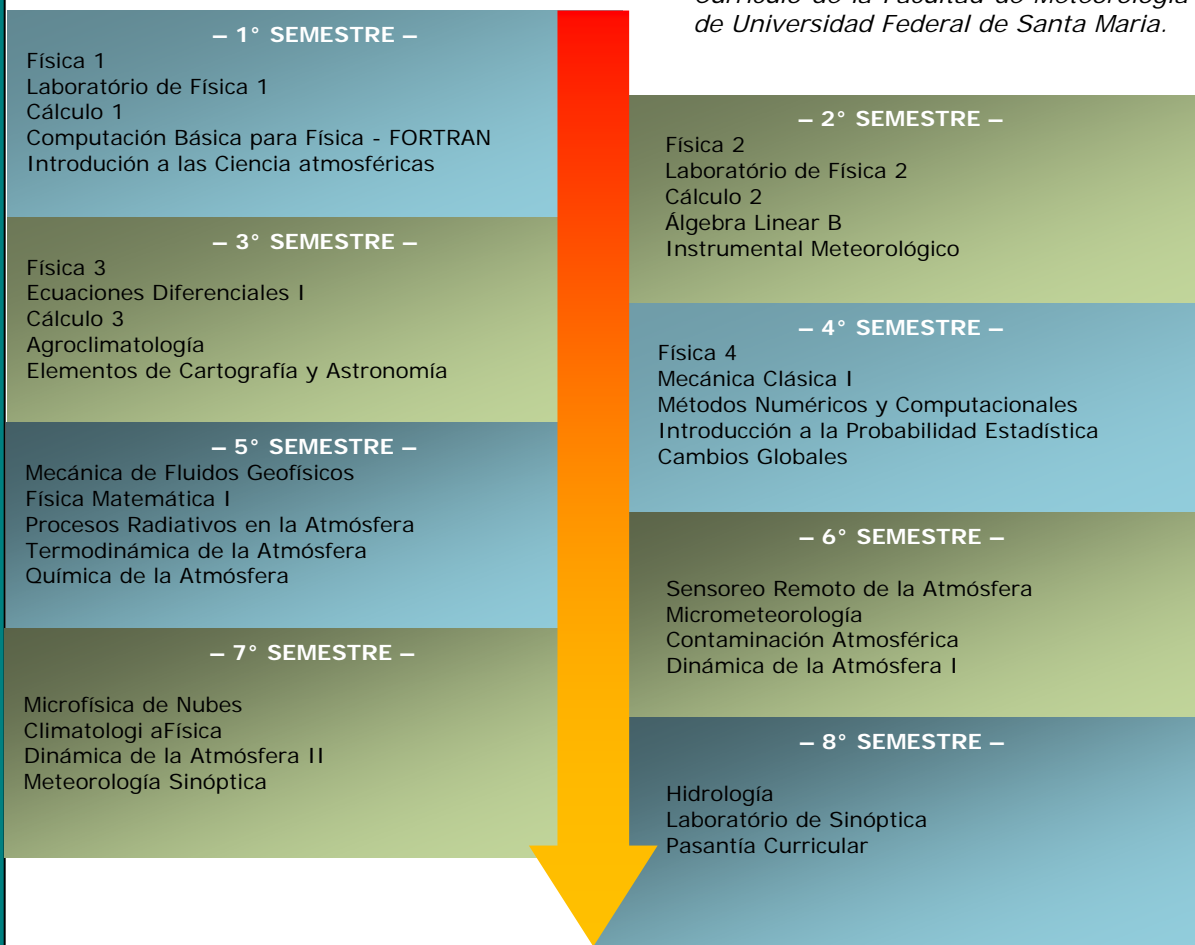 Currículo de la Facultad de Meteorología
de Universidad Federal de Santa Maria.
– 1° SEMESTRE –
Física 1
Laboratório de Física 1
Cálculo 1
Computación Básica para Física - FORTRAN
Introdución a las Ciencia atmosféricas
– 2° SEMESTRE –
Física 2
Laboratório de Física 2
Cálculo 2
Álgebra Linear B
Instrumental Meteorológico
– 3° SEMESTRE –
Física 3
Ecuaciones Diferenciales I
Cálculo 3
Agroclimatología
Elementos de Cartografía y Astronomía
– 4° SEMESTRE –
Física 4
Mecánica Clásica I
Métodos Numéricos y Computacionales
Introducción a la Probabilidad Estadística
Cambios Globales
– 5° SEMESTRE –
Mecánica de Fluidos Geofísicos
Física Matemática I
Procesos Radiativos en la Atmósfera
Termodinámica de la Atmósfera
Química de la Atmósfera
– 6° SEMESTRE –
Sensoreo Remoto de la Atmósfera
Micrometeorología
Contaminación Atmosférica
Dinámica de la Atmósfera I
– 7° SEMESTRE –
Microfísica de Nubes
Climatologi aFísica
Dinámica de la Atmósfera II
Meteorología Sinóptica
– 8° SEMESTRE –
Hidrología
Laboratório de Sinóptica
Pasantía Curricular